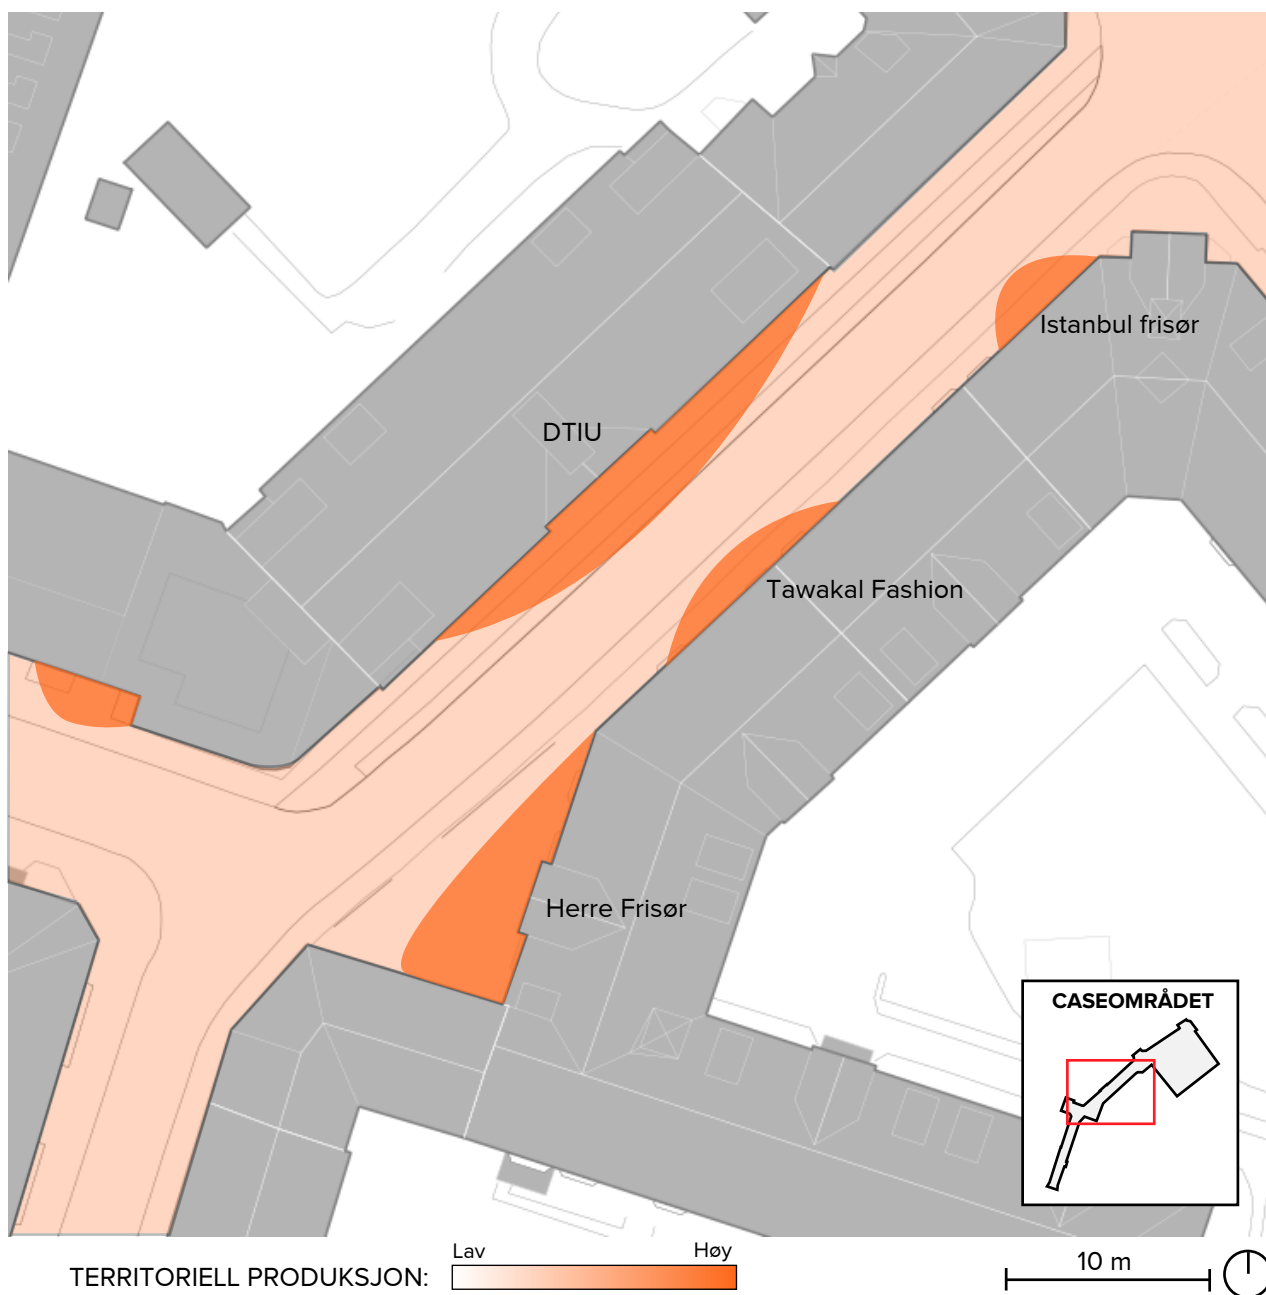 Istanbul frisør
DTIU
Tawakal Fashion
Herre Frisør
CASEOMRÅDET
Lav
Høy
TERRITORIELL PRODUKSJON:
10 m